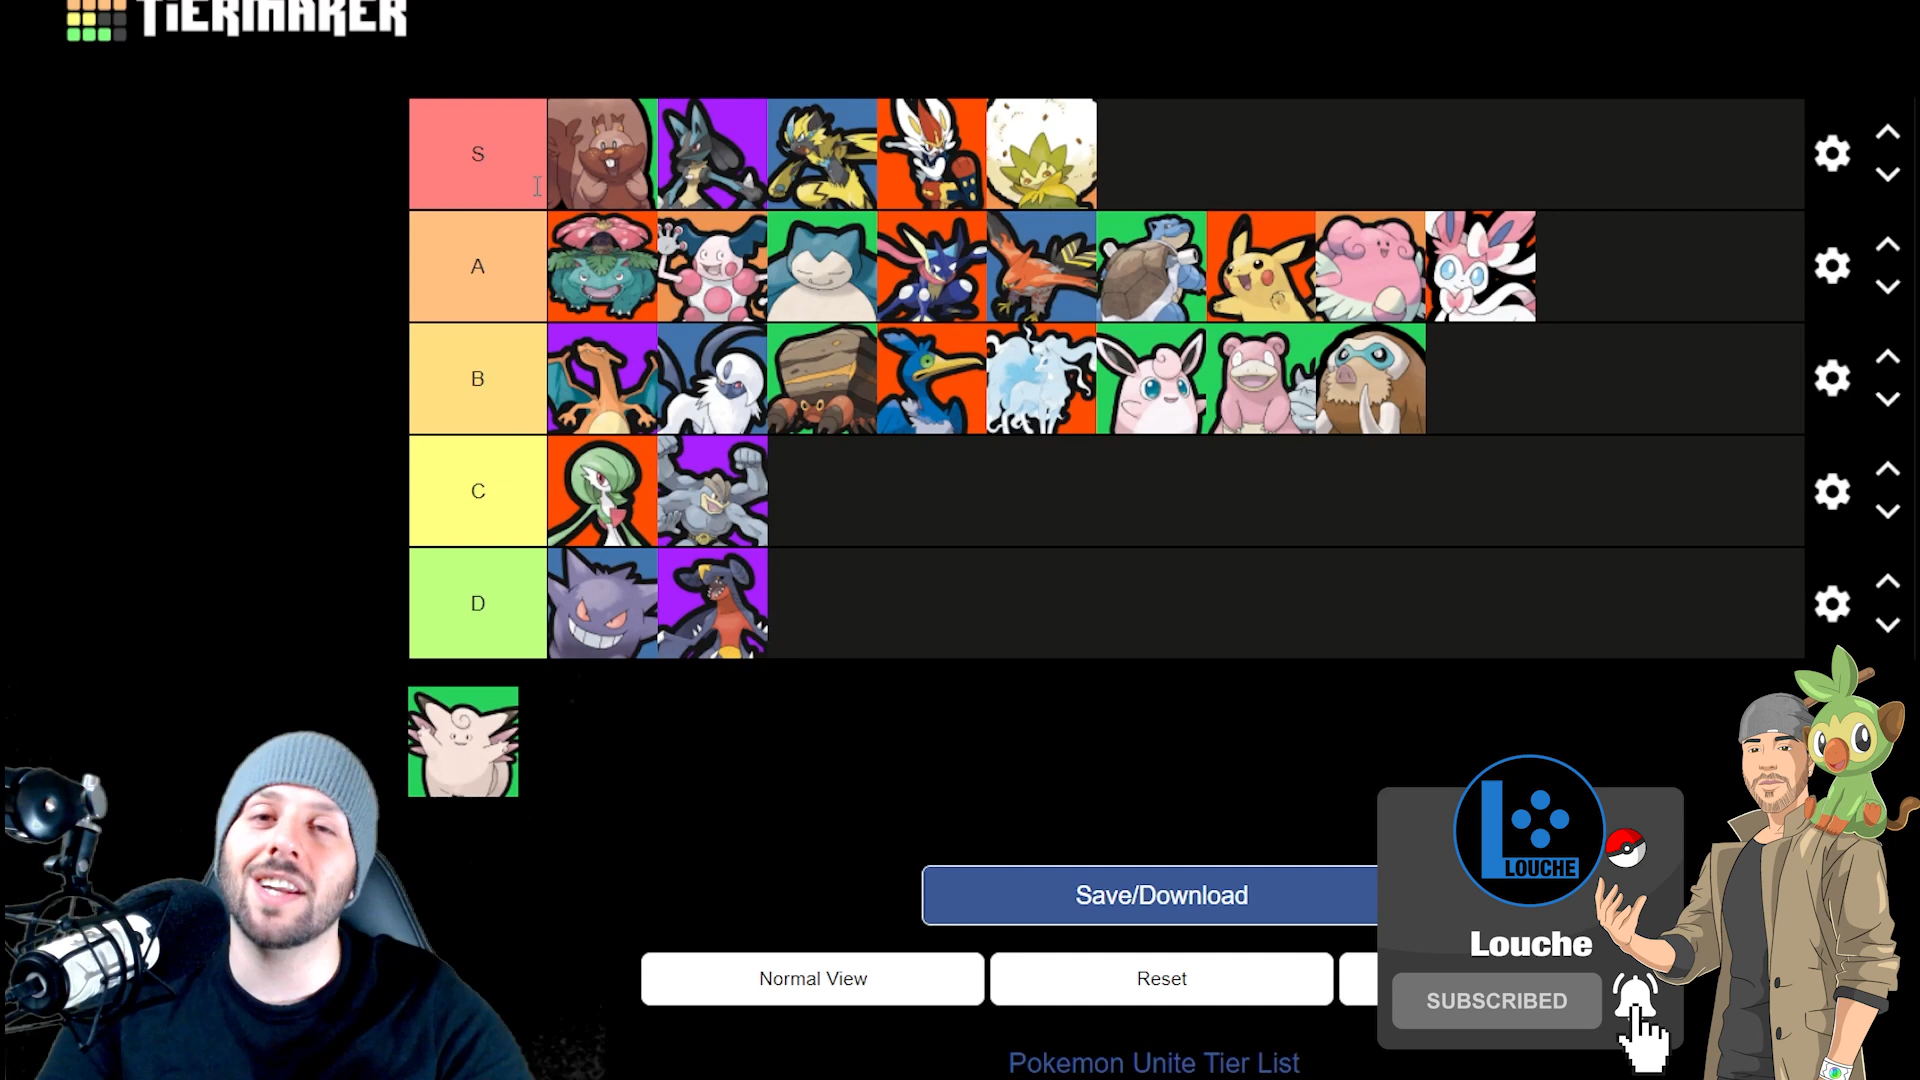 TiERMAKER
S
A
B
C
D
Save/Download
Normal View
Reset
Pokemon Unite Tier List
L LOUCHE
Louche
SUBSCRIBED